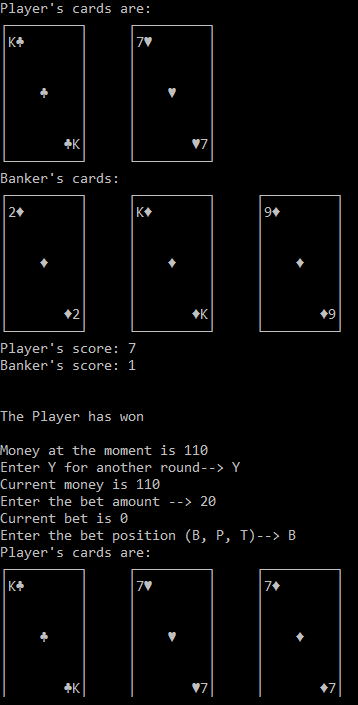 Player's cards are:
K♣ 7♥
♣ ♥
♣K ♥7
Banker's cards:
2♦ K♦ 9♦
♦ ♦ ♦
♦2 ♦K ♦9
Player's score: 7
Banker's score: 1
The Player has won
Money at the moment is 110
Enter Y for another round--> Y
Current money is 110
Enter the bet amount --> 20
Current bet is 0
Enter the bet position (B, P, T)--> B
Player's cards are:
K♣ 7♥ 7♦
♣ ♥ ♦
♣K ♥7 ♦7